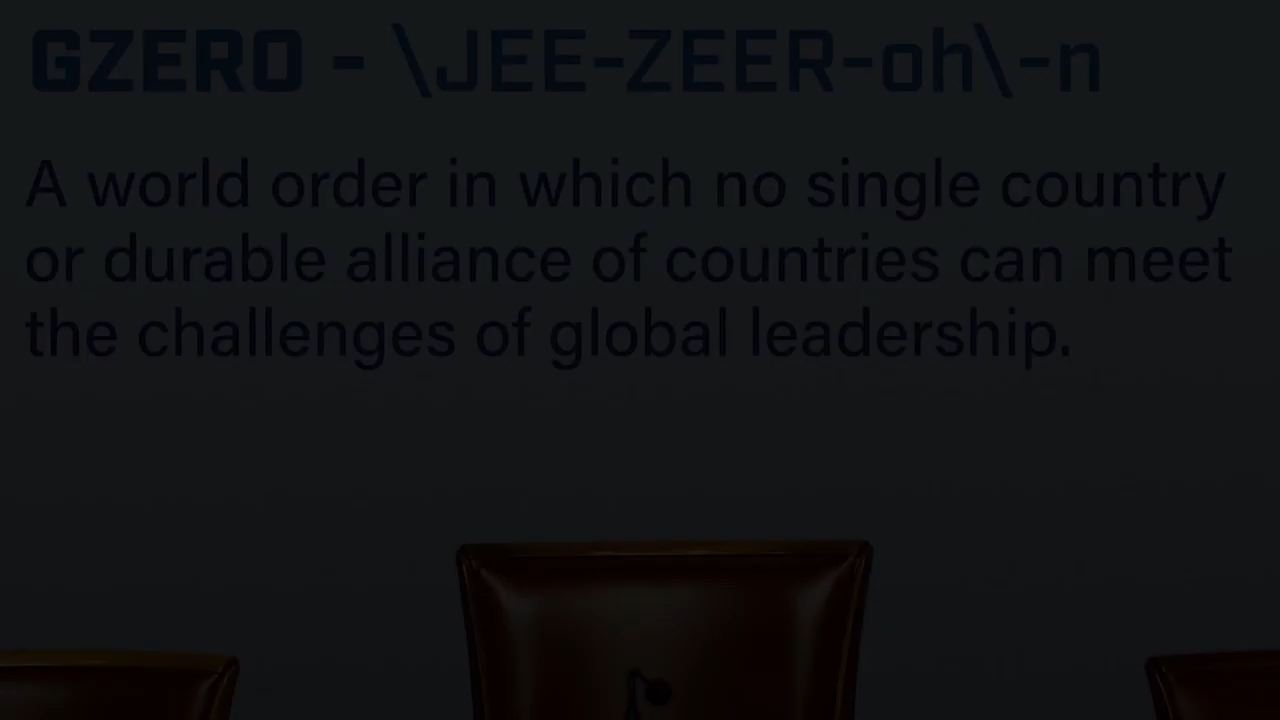 GZERO - \JEE-ZEER-oh\-n
A world order in which no single country
or durable alliance of countries can meet
the challenges of global leadership.